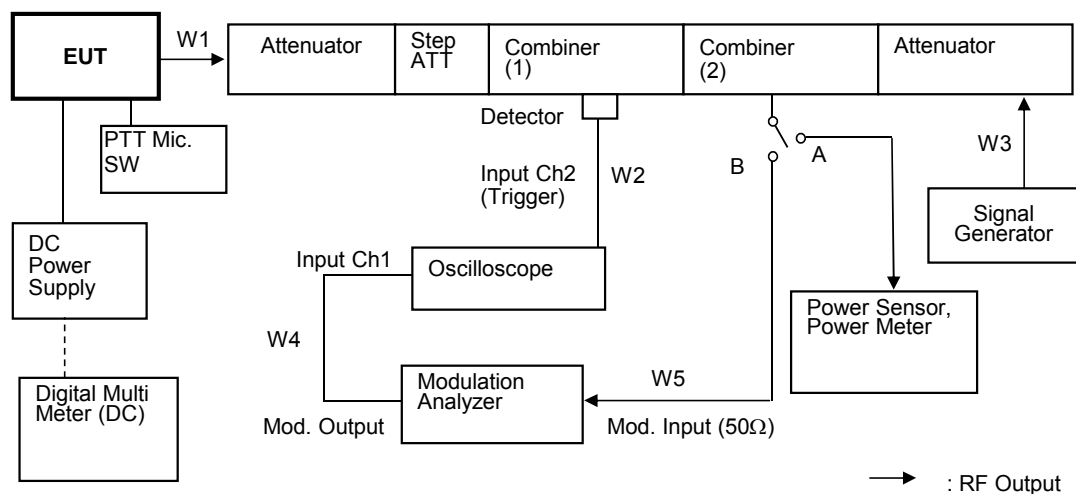 EUT
W1
Attenuator
Step
ATT
Combiner
(1)
Combiner
(2)
Attenuator
PTT Mic.
SW
Detector
Input Ch2
(Trigger)
W2
B
A
W3
Signal
Generator
DC
Power
Supply
Input Ch1
Oscilloscope
Power Sensor,
Power Meter
W4
Digital Multi
Meter (DC)
Modulation
Analyzer
W5
Mod. Output
Mod. Input (50Ω)
: RF Output